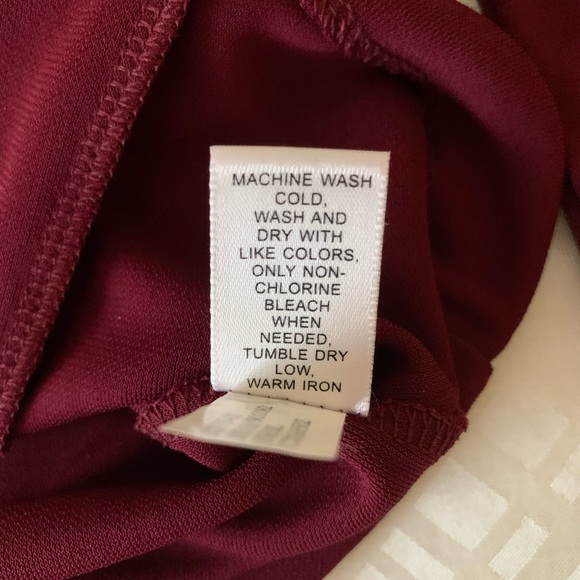 MACHINE WASH
COLD,
WASH AND
DRY WITH
LIKE COLORS,
ONLY NON-
CHLORINE
BLEACH
WHEN
NEEDED,
TUMBLE DRY
LOW,
WARM IRON